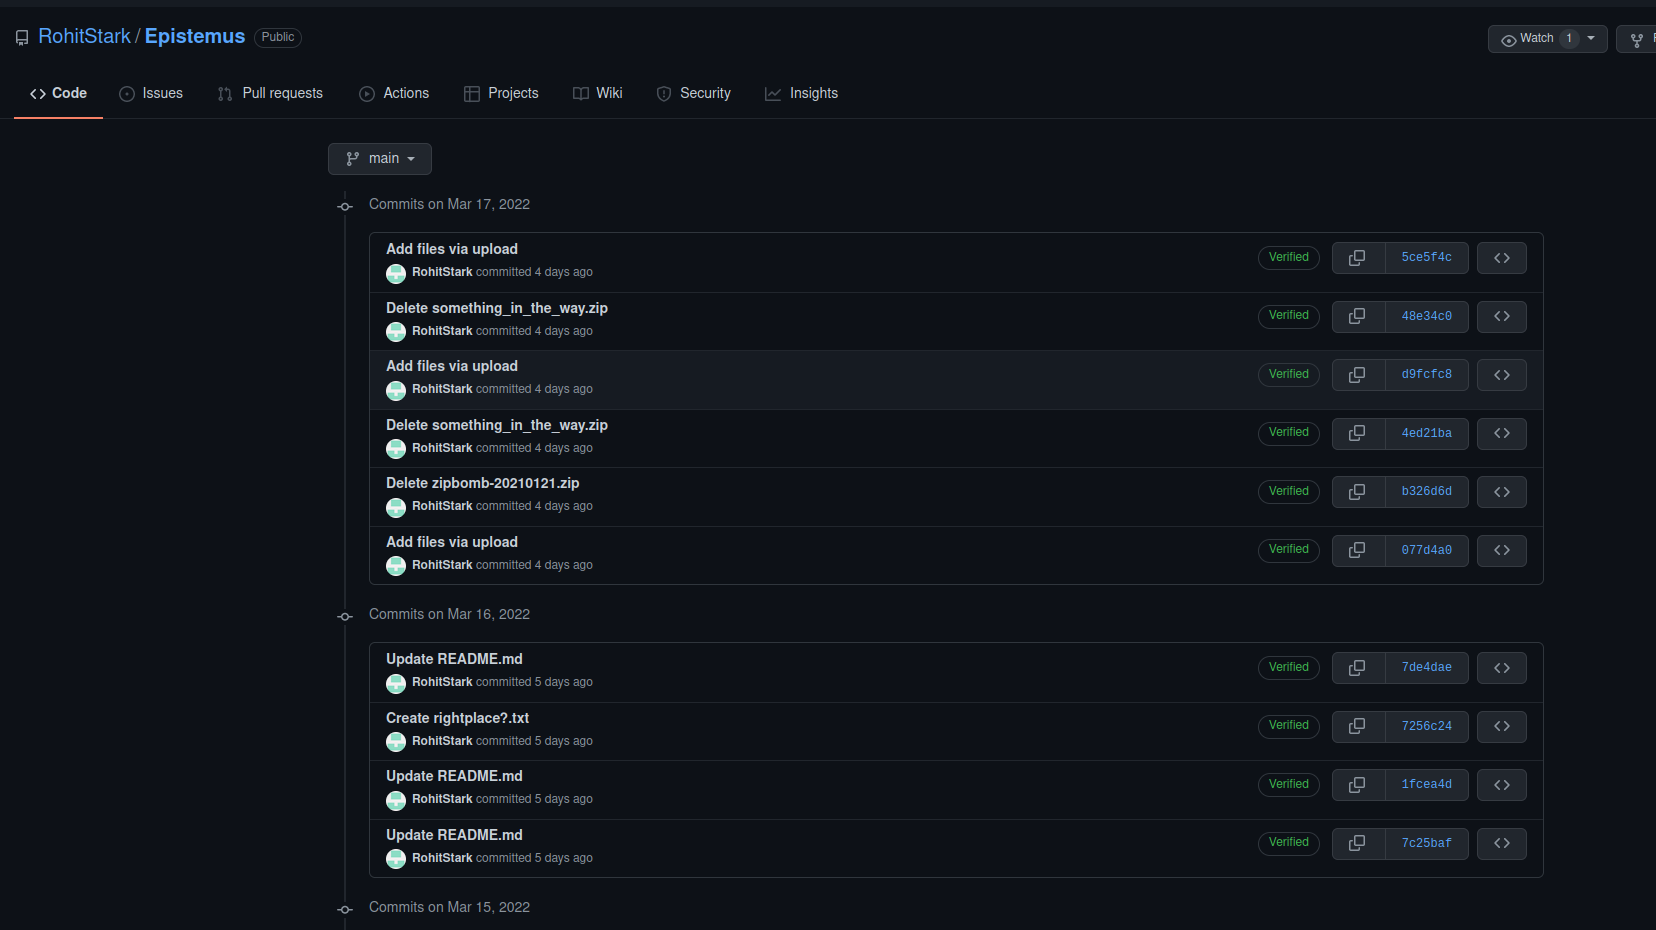 RohitStark / Epistemus Public
Watch 1
Code Issues Pull requests Actions Projects Wiki Security Insights
main
Commits on Mar 17, 2022
Add files via upload
RohitStark committed 4 days ago
Verified 5ce5f4c
Delete something_in_the_way.zip
RohitStark committed 4 days ago
Verified 48e34c0
Add files via upload
RohitStark committed 4 days ago
Verified d9fcfc8
Delete something_in_the_way.zip
RohitStark committed 4 days ago
Verified 4ed21ba
Delete zipbomb-20210121.zip
RohitStark committed 4 days ago
Verified b326d6d
Add files via upload
RohitStark committed 4 days ago
Verified 077d4a0
Commits on Mar 16, 2022
Update README.md
RohitStark committed 5 days ago
Verified 7de4dae
Create rightplace?.txt
RohitStark committed 5 days ago
Verified 7256c24
Update README.md
RohitStark committed 5 days ago
Verified 1fcea4d
Update README.md
RohitStark committed 5 days ago
Verified 7c25baf
Commits on Mar 15, 2022